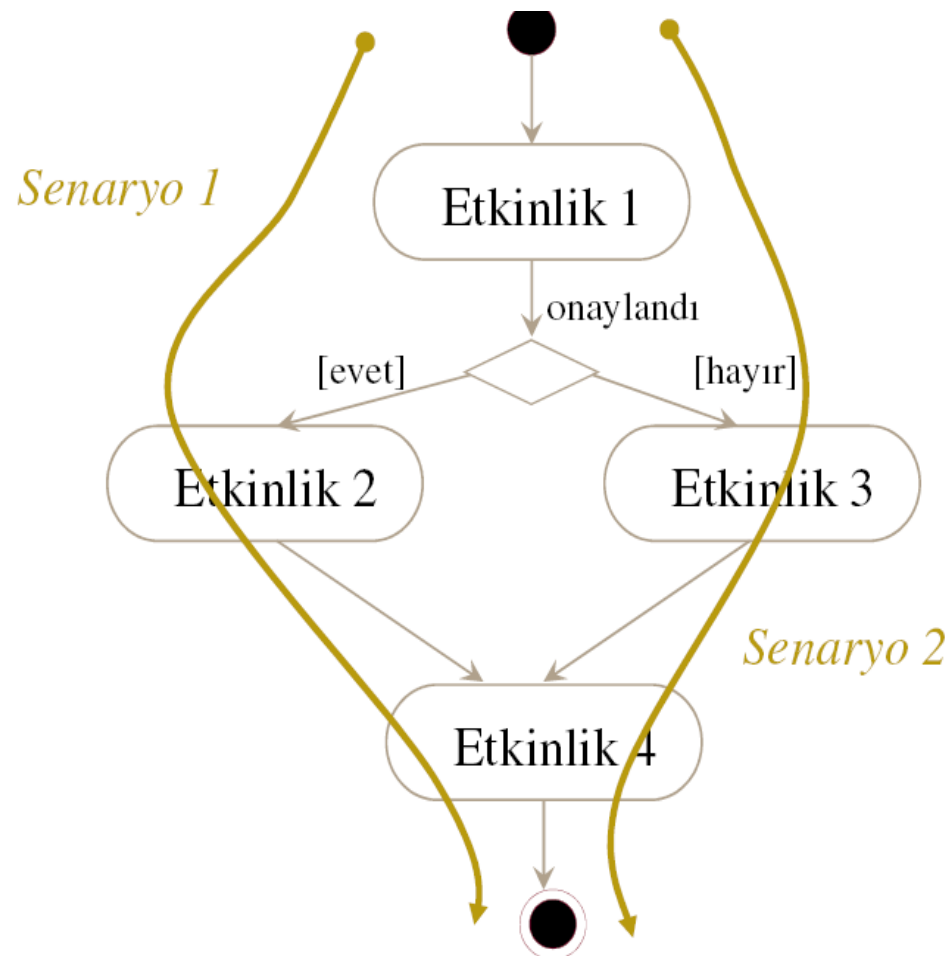 Senaryo 1
Etkinlik 1
onaylandı
[evet]
[hayır]
Etkinlik 2
Etkinlik 3
Senaryo 2
Etkinlik 4